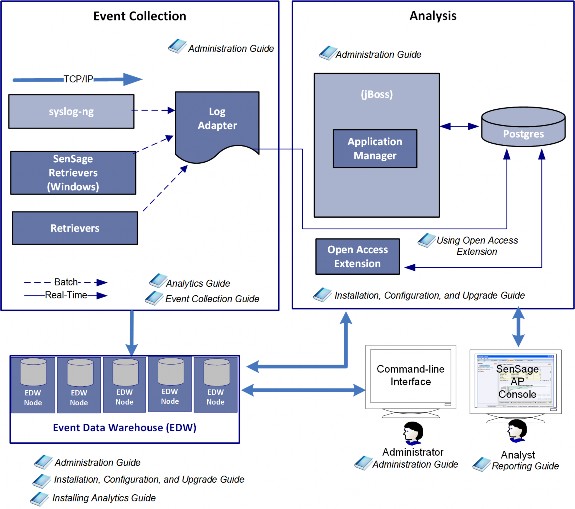 Event Collection
Administration Guide
TCP/IP
syslog-ng
SenSage
Retrievers
(Windows)
Retrievers
Log
Adapter
Batch-
Real-Time
Analytics Guide
Event Collection Guide
Analysis
Administration Guide
(jBoss)
Application
Manager
Postgres
Using Open Access
Extension
Open Access
Extension
Installation, Configuration, and Upgrade Guide
EDW
Node
EDW
Node
EDW
Node
EDW
Node
EDW
Node
Event Data Warehouse (EDW)
Administration Guide
Installation, Configuration, and Upgrade Guide
Installing Analytics Guide
Command-line
Interface
Administrator
Administration Guide
SenSage
AP
Console
Analyst
Reporting Guide